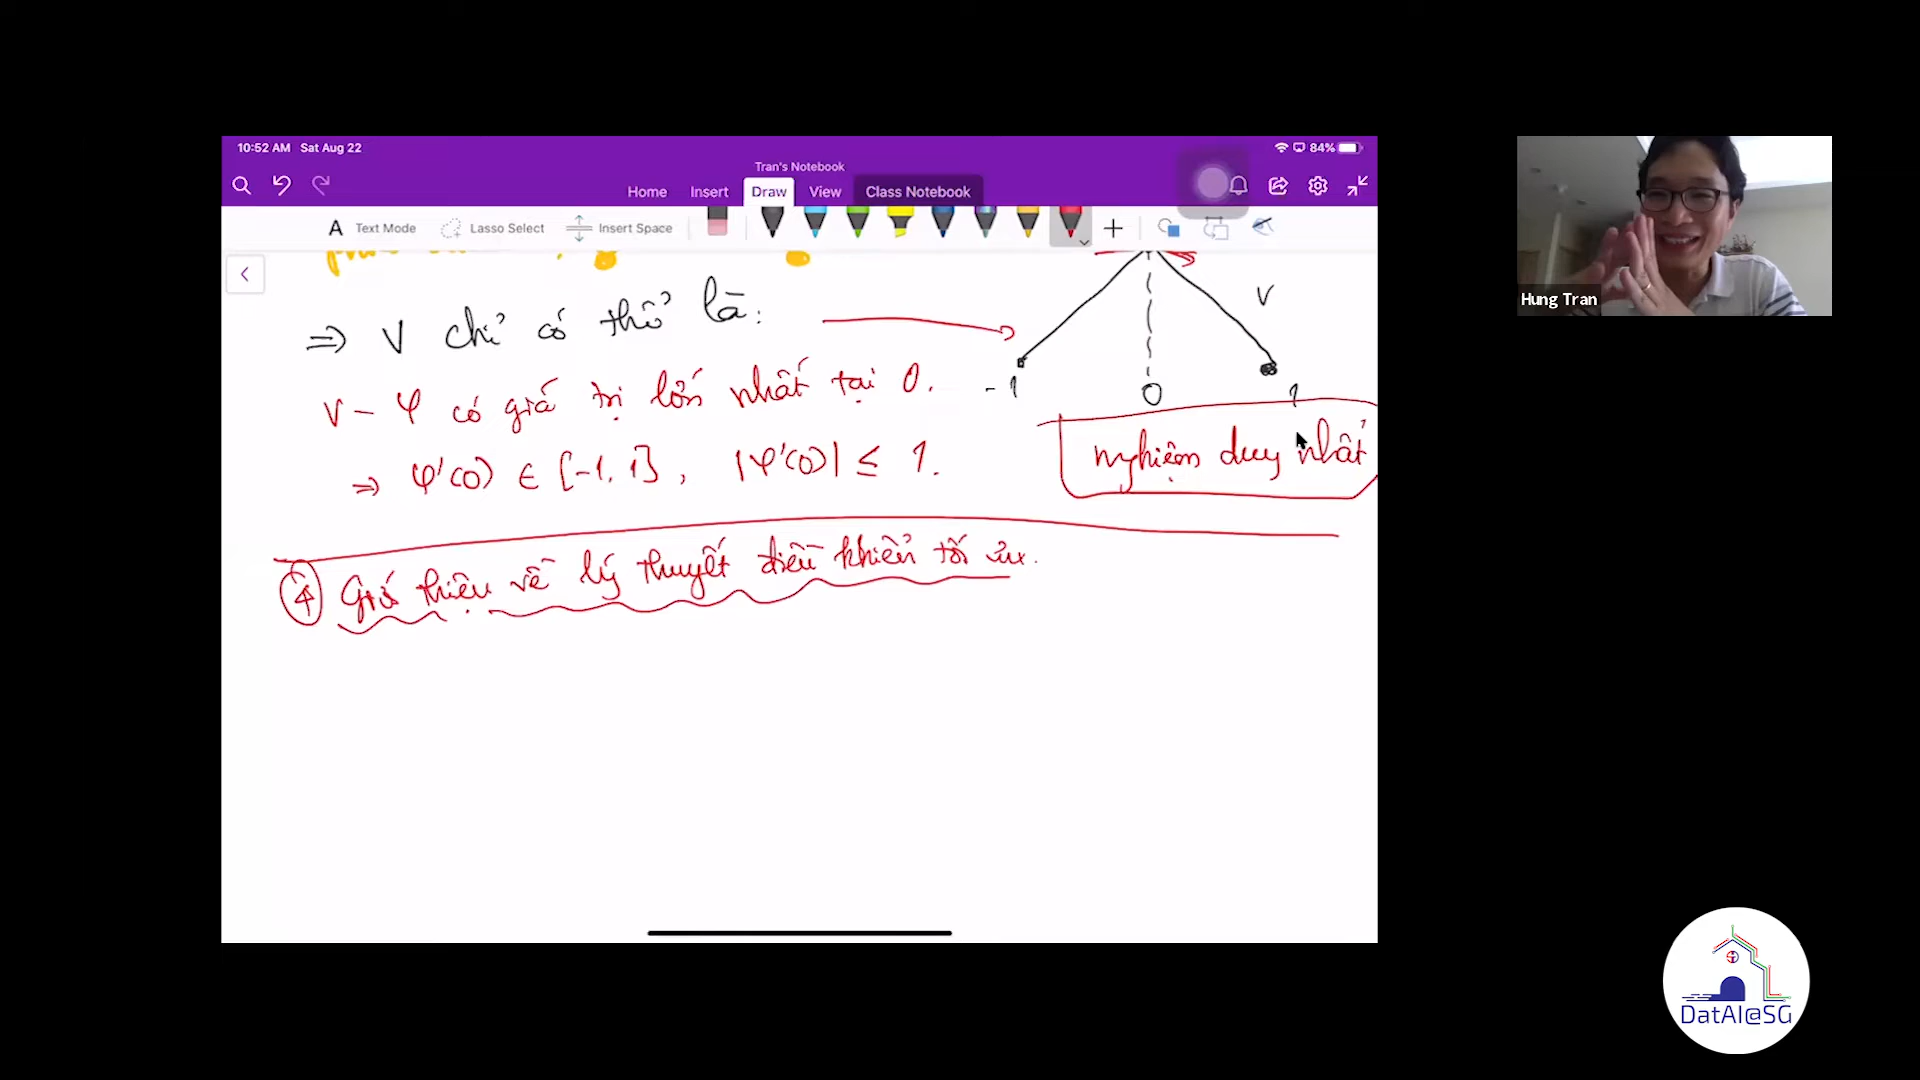 10:52 AM Sat Aug 22
84%
Tran's Notebook
Home Insert Draw View Class Notebook
A Text Mode Lasso Select Insert Space
⇒ V chỉ có thể là:
V
V - φ có giá trị lớn nhất tại 0.
-1 0 1
⇒ φ'(0) ∈ [-1, 1], |φ'(0)| ≤ 1.
nghiệm duy nhất
④ Giới thiệu về lý thuyết điều khiển tối ưu.
Hung Tran
DatAI@SG